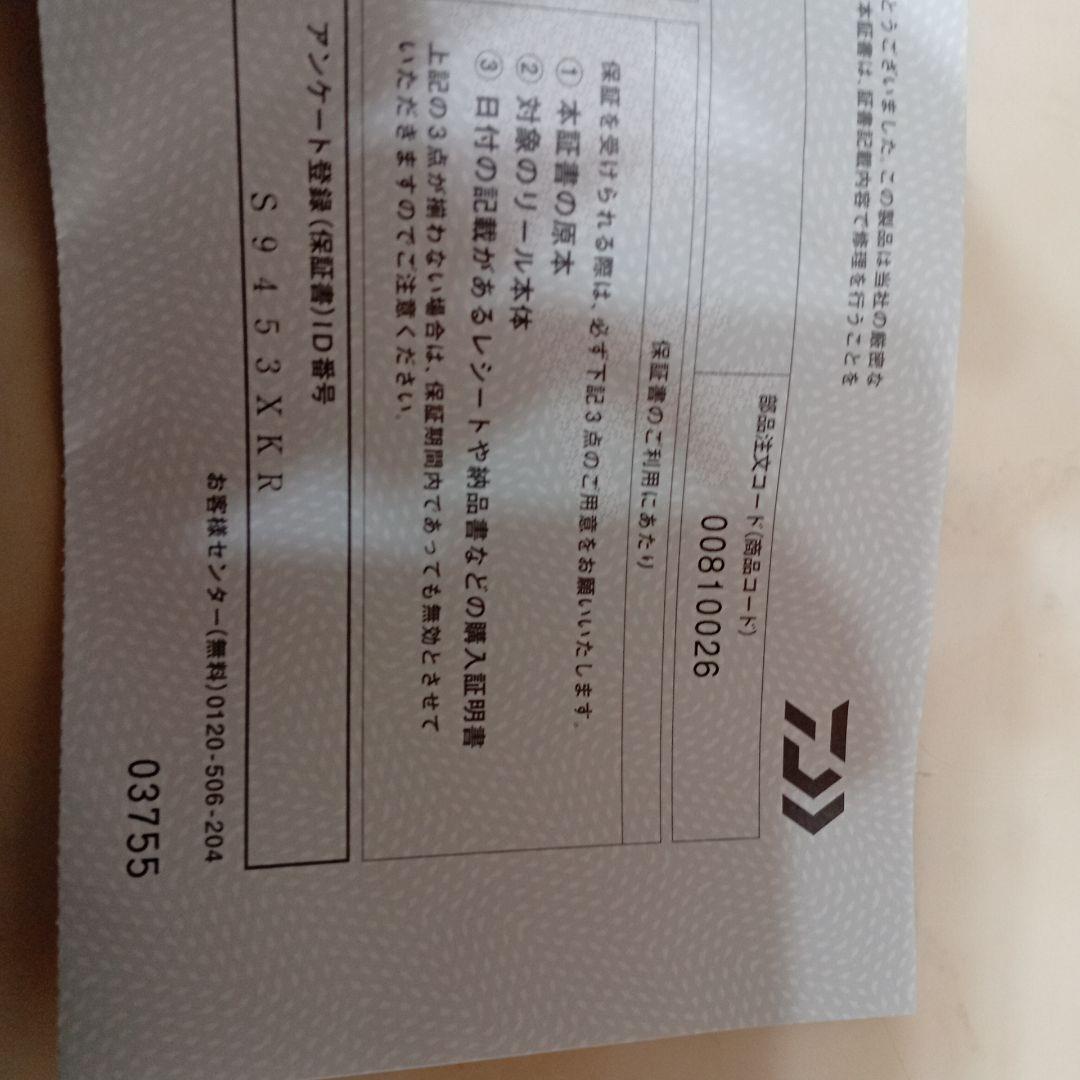 とうございました。この製品は当社の厳密な
本証書は、証書記載内容で修理を行うことを
部品注文コード(商品コード)
00810026
保証書のご利用にあたり
保証を受けられる際は、必ず下記3点のご用意をお願いいたします。
① 本証書の原本
② 対象のリール本体
③ 日付の記載があるレシートや納品書などの購入証明書
上記の3点が揃わない場合は、保証期間内であっても無効とさせて
いただきますのでご注意ください。
アンケート登録(保証書)ID番号
S9453XKR
お客様センター(無料)0120-506-204
03755